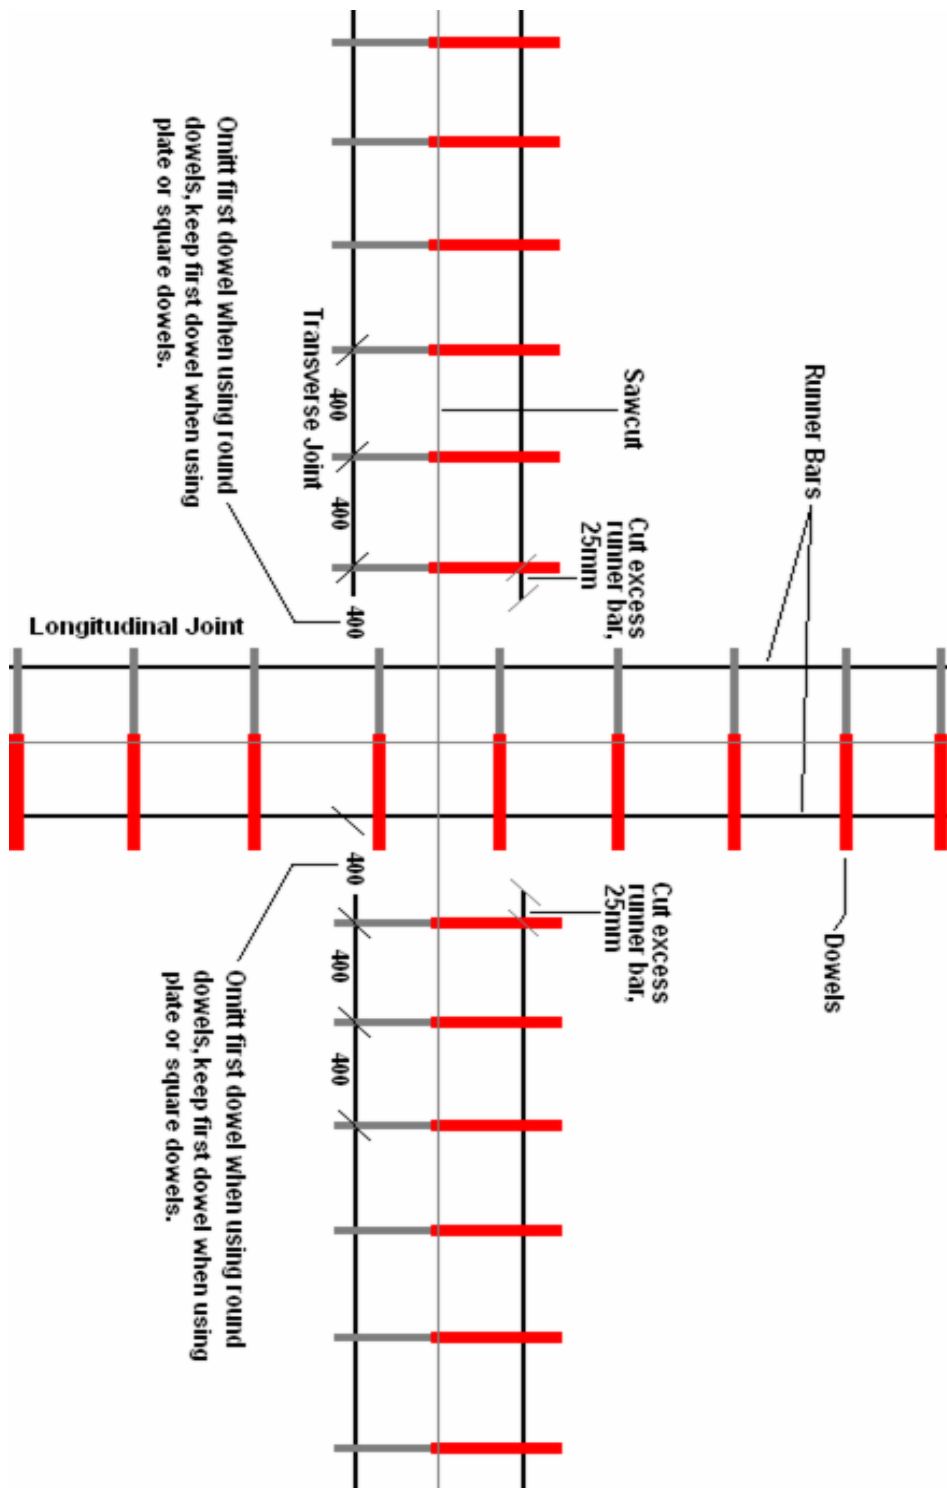 Omitt first dowel when using round
dowels, keep first dowel when using
plate or square dowels.
Transverse Joint
400
400
400
Sawcut
Runner Bars
Cut excess
runner bar,
25mm
Longitudinal Joint
400
400
400
Cut excess
runner bar,
25mm
Dowels
Omitt first dowel when using round
dowels, keep first dowel when using
plate or square dowels.